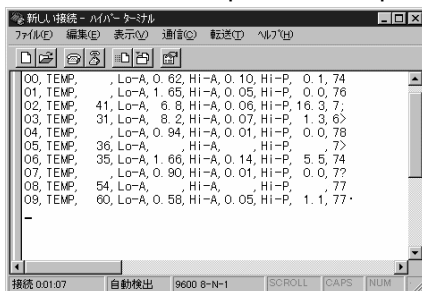 新しい接続 - ハイパー ターミナル
ファイル(F) 編集(E) 表示(V) 通信(C) 転送(T) ヘルプ(H)
00, TEMP,    , Lo-A, 0. 62, Hi-A, 0. 10, Hi-P,  0. 1, 74
01, TEMP,    , Lo-A, 1. 65, Hi-A, 0. 05, Hi-P,  0. 0, 76
02, TEMP,  41, Lo-A,  6. 8, Hi-A, 0. 06, Hi-P, 16. 3, 7;
03, TEMP,  31, Lo-A,  8. 2, Hi-A, 0. 07, Hi-P,  1. 3, 6>
04, TEMP,    , Lo-A, 0. 94, Hi-A, 0. 01, Hi-P,  0. 0, 78
05, TEMP,  36, Lo-A,     , Hi-A,     , Hi-P,     , 7>
06, TEMP,  35, Lo-A, 1. 66, Hi-A, 0. 14, Hi-P,  5. 5, 74
07, TEMP,    , Lo-A, 0. 90, Hi-A, 0. 01, Hi-P,  0. 0, 7?
08, TEMP,  54, Lo-A,     , Hi-A,     , Hi-P,     , 77
09, TEMP,  60, Lo-A, 0. 58, Hi-A, 0. 05, Hi-P,  1. 1, 77・
_
接続 0:01:07 自動検出 9600 8-N-1 SCROLL CAPS NUM